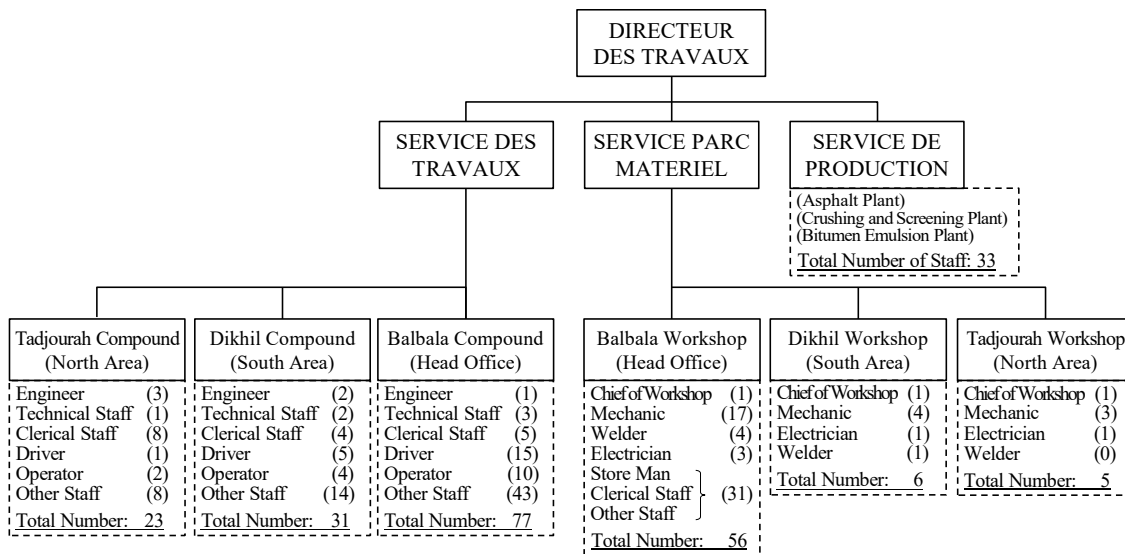 DIRECTEUR
DES TRAVAUX
SERVICE DES
TRAVAUX
SERVICE PARC
MATERIEL
SERVICE DE
PRODUCTION
(Asphalt Plant)
(Crushing and Screening Plant)
(Bitumen Emulsion Plant)
Total Number of Staff: 33
Tadjourah Compound
(North Area)
Engineer (3)
Technical Staff (1)
Clerical Staff (8)
Driver (1)
Operator (2)
Other Staff (8)
Total Number: 23
Dikhil Compound
(South Area)
Engineer (2)
Technical Staff (2)
Clerical Staff (4)
Driver (5)
Operator (4)
Other Staff (14)
Total Number: 31
Balbala Compound
(Head Office)
Engineer (1)
Technical Staff (3)
Clerical Staff (5)
Driver (15)
Operator (10)
Other Staff (43)
Total Number: 77
Balbala Workshop
(Head Office)
Chief of Workshop (1)
Mechanic (17)
Welder (4)
Electrician (3)
Store Man
Clerical Staff (31)
Other Staff
Total Number: 56
Dikhil Workshop
(South Area)
Chief of Workshop (1)
Mechanic (4)
Electrician (1)
Welder (1)
Total Number: 6
Tadjourah Workshop
(North Area)
Chief of Workshop (1)
Mechanic (3)
Electrician (1)
Welder (0)
Total Number: 5